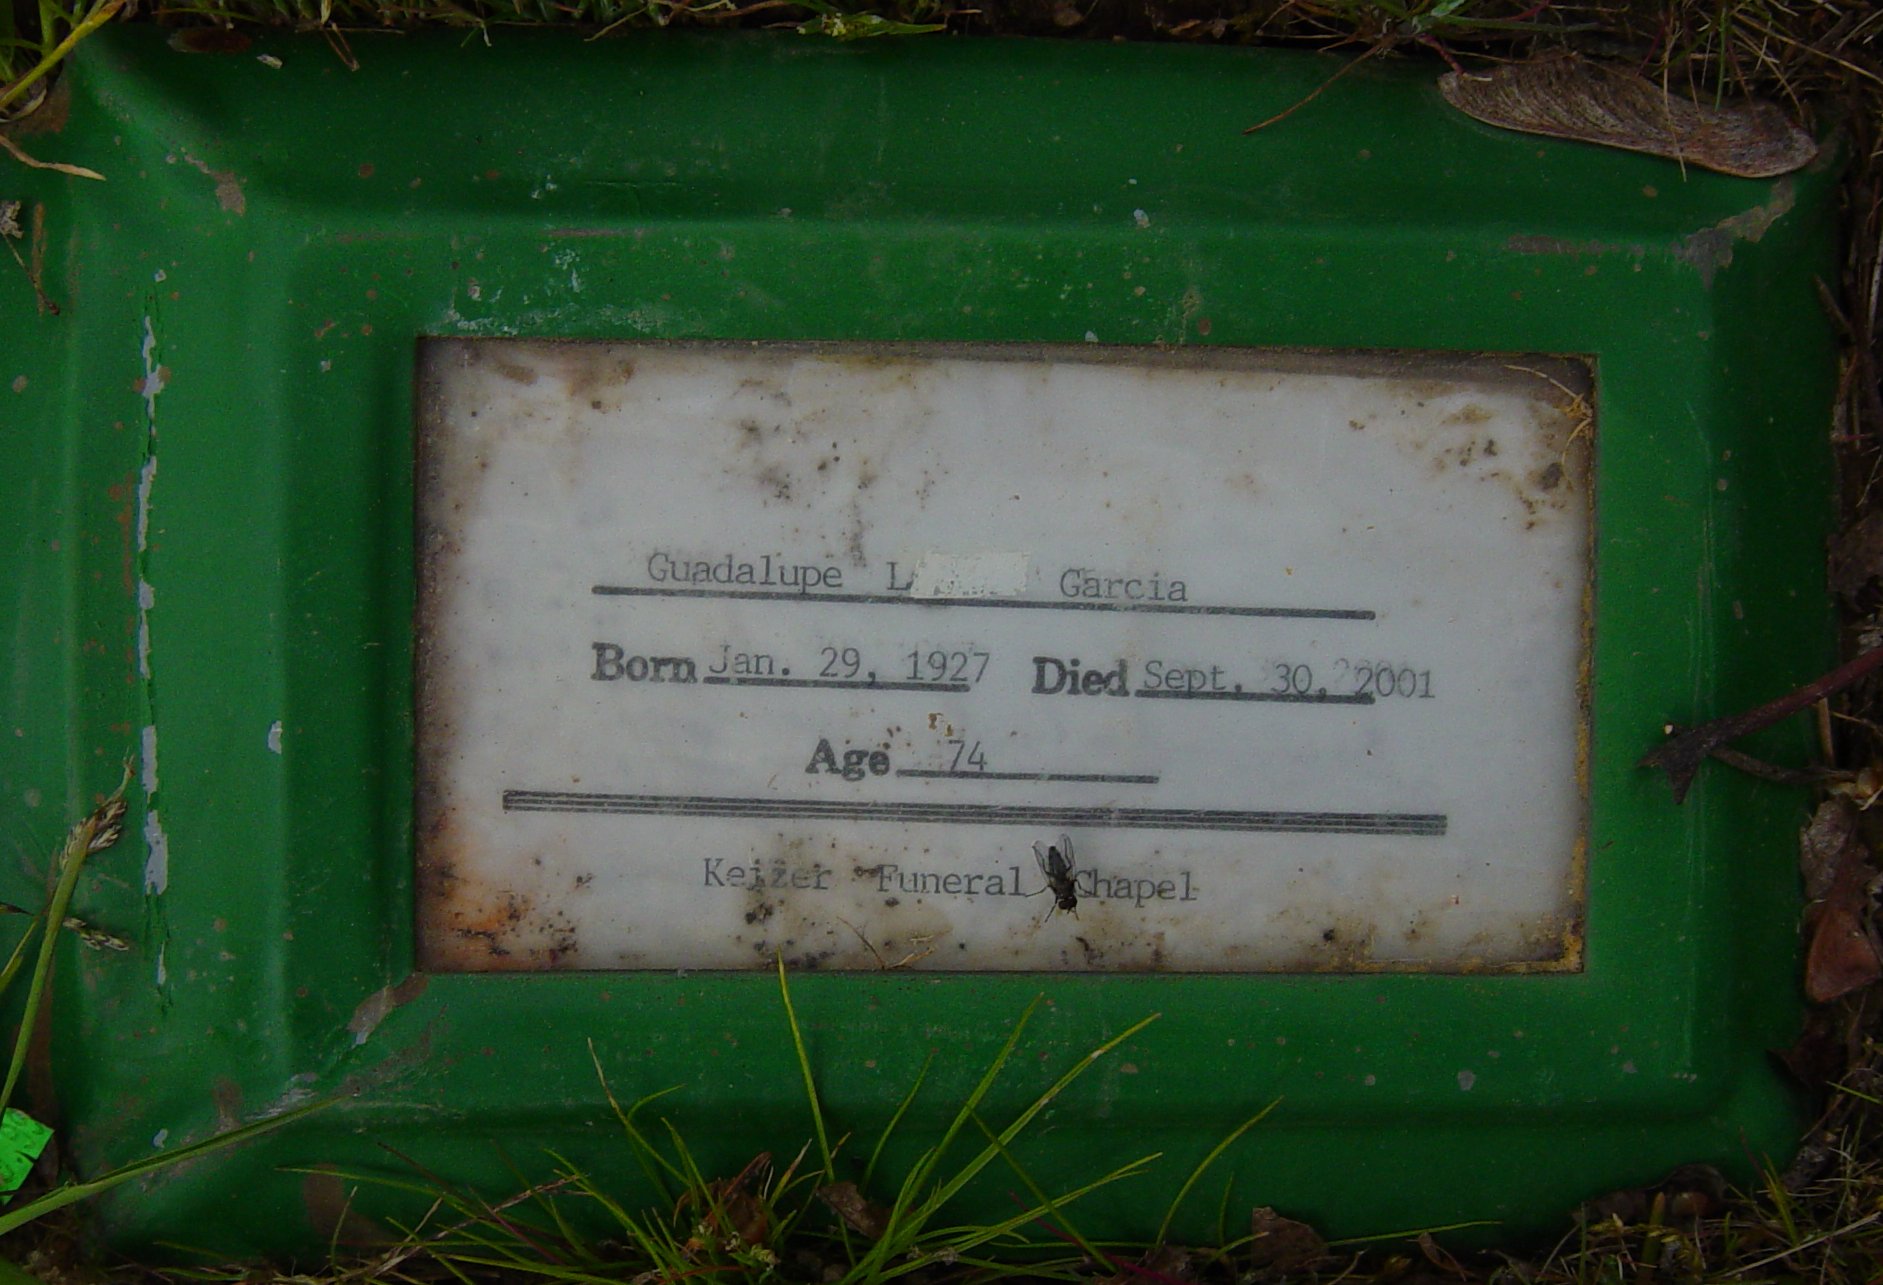 Guadalupe L Garcia
Born Jan. 29, 1927 Died Sept. 30, 2001
Age 74
Keizer Funeral Chapel